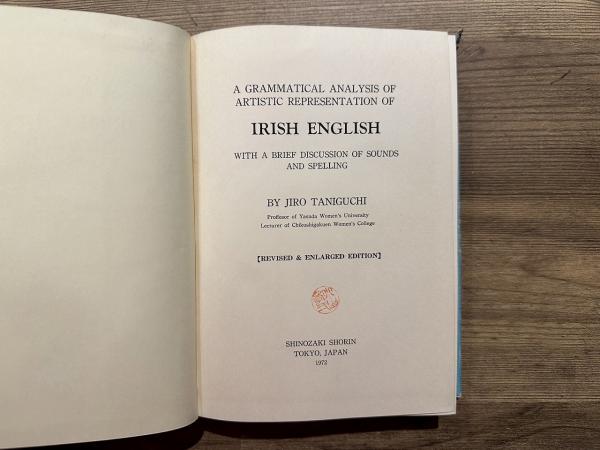 A GRAMMATICAL ANALYSIS OF
ARTISTIC REPRESENTATION OF
IRISH ENGLISH
WITH A BRIEF DISCUSSION OF SOUNDS
AND SPELLING
BY JIRO TANIGUCHI
Professor of Yasuda Women's University
Lecturer of Chikushigakuen Women's College
【REVISED & ENLARGED EDITION】
SHINOZAKI SHORIN
TOKYO, JAPAN
1972